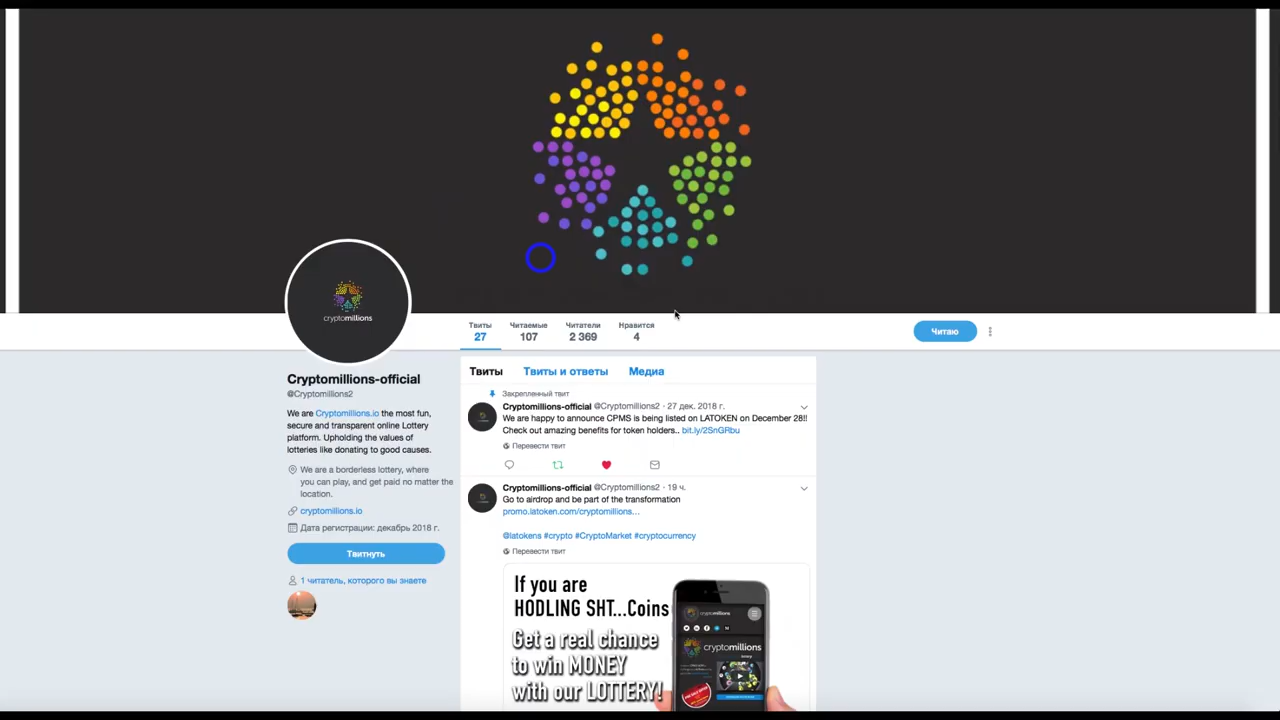 cryptomillions
Твиты
27
Читаемые
107
Читатели
2 369
Нравится
4
Читаю
Cryptomillions-official
@Cryptomillions2
We are Cryptomillions.io the most fun,
secure and transparent online Lottery
platform. Upholding the values of
lotteries like donating to good causes.
We are a borderless lottery, where
you can play, and get paid no matter the
location.
cryptomillions.io
Дата регистрации: декабрь 2018 г.
Твитнуть
1 читатель, которого вы знаете
Твиты Твиты и ответы Медиа
Закрепленный твит
Cryptomillions-official @Cryptomillions2 · 27 дек. 2018 г.
We are happy to announce CPMS is being listed on LATOKEN on December 28!!
Check out amazing benefits for token holders.. bit.ly/2SnGRbu
Перевести твит
Cryptomillions-official @Cryptomillions2 · 19 ч.
Go to airdrop and be part of the transformation
promo.latoken.com/cryptomillions...
@latokens #crypto #CryptoMarket #cryptocurrency
Перевести твит
If you are
HODLING SHT...Coins
Get a real chance
to win MONEY
with our LOTTERY!
cryptomillions
cryptomillions